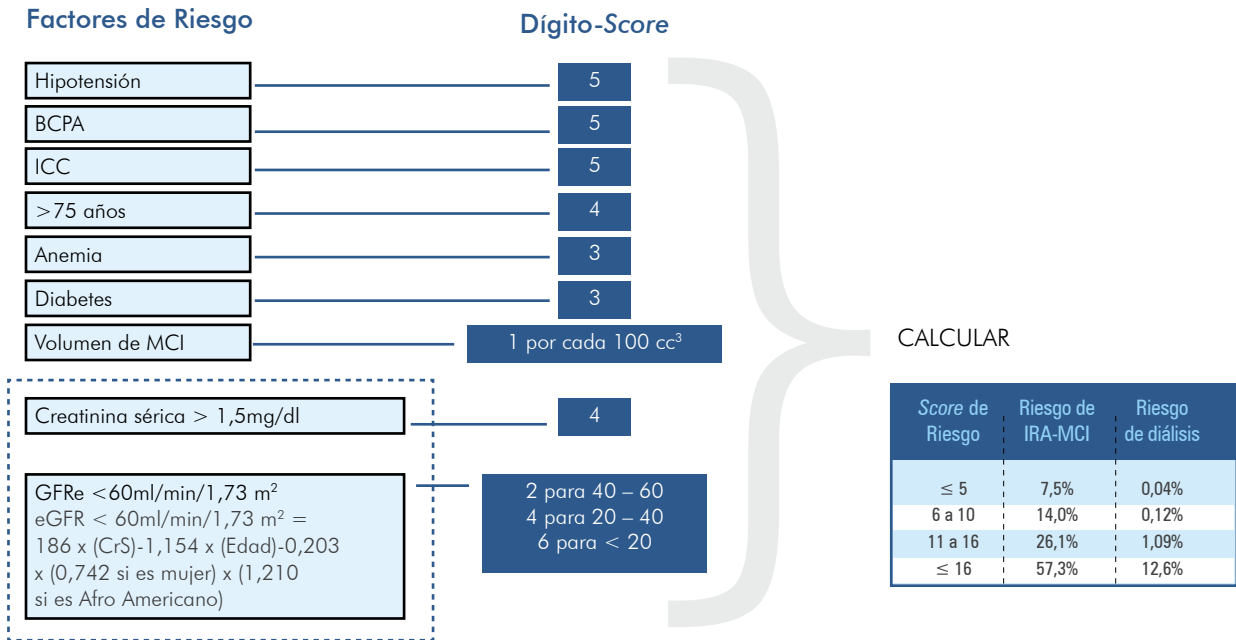 Factores de Riesgo
Dígito-Score
Hipotensión
5
BCPA
5
ICC
5
>75 años
4
Anemia
3
Diabetes
3
Volumen de MCI
1 por cada 100 cc³
Creatinina sérica > 1,5mg/dl
4
GFRe <60ml/min/1,73 m²
eGFR < 60ml/min/1,73 m² =
186 x (CrS)-1,154 x (Edad)-0,203
x (0,742 si es mujer) x (1,210
si es Afro Americano)
2 para 40 – 60
4 para 20 – 40
6 para < 20
CALCULAR
Score de Riesgo de Riesgo
Riesgo IRA-MCI de diálisis
≤ 5 7,5% 0,04%
6 a 10 14,0% 0,12%
11 a 16 26,1% 1,09%
≤ 16 57,3% 12,6%